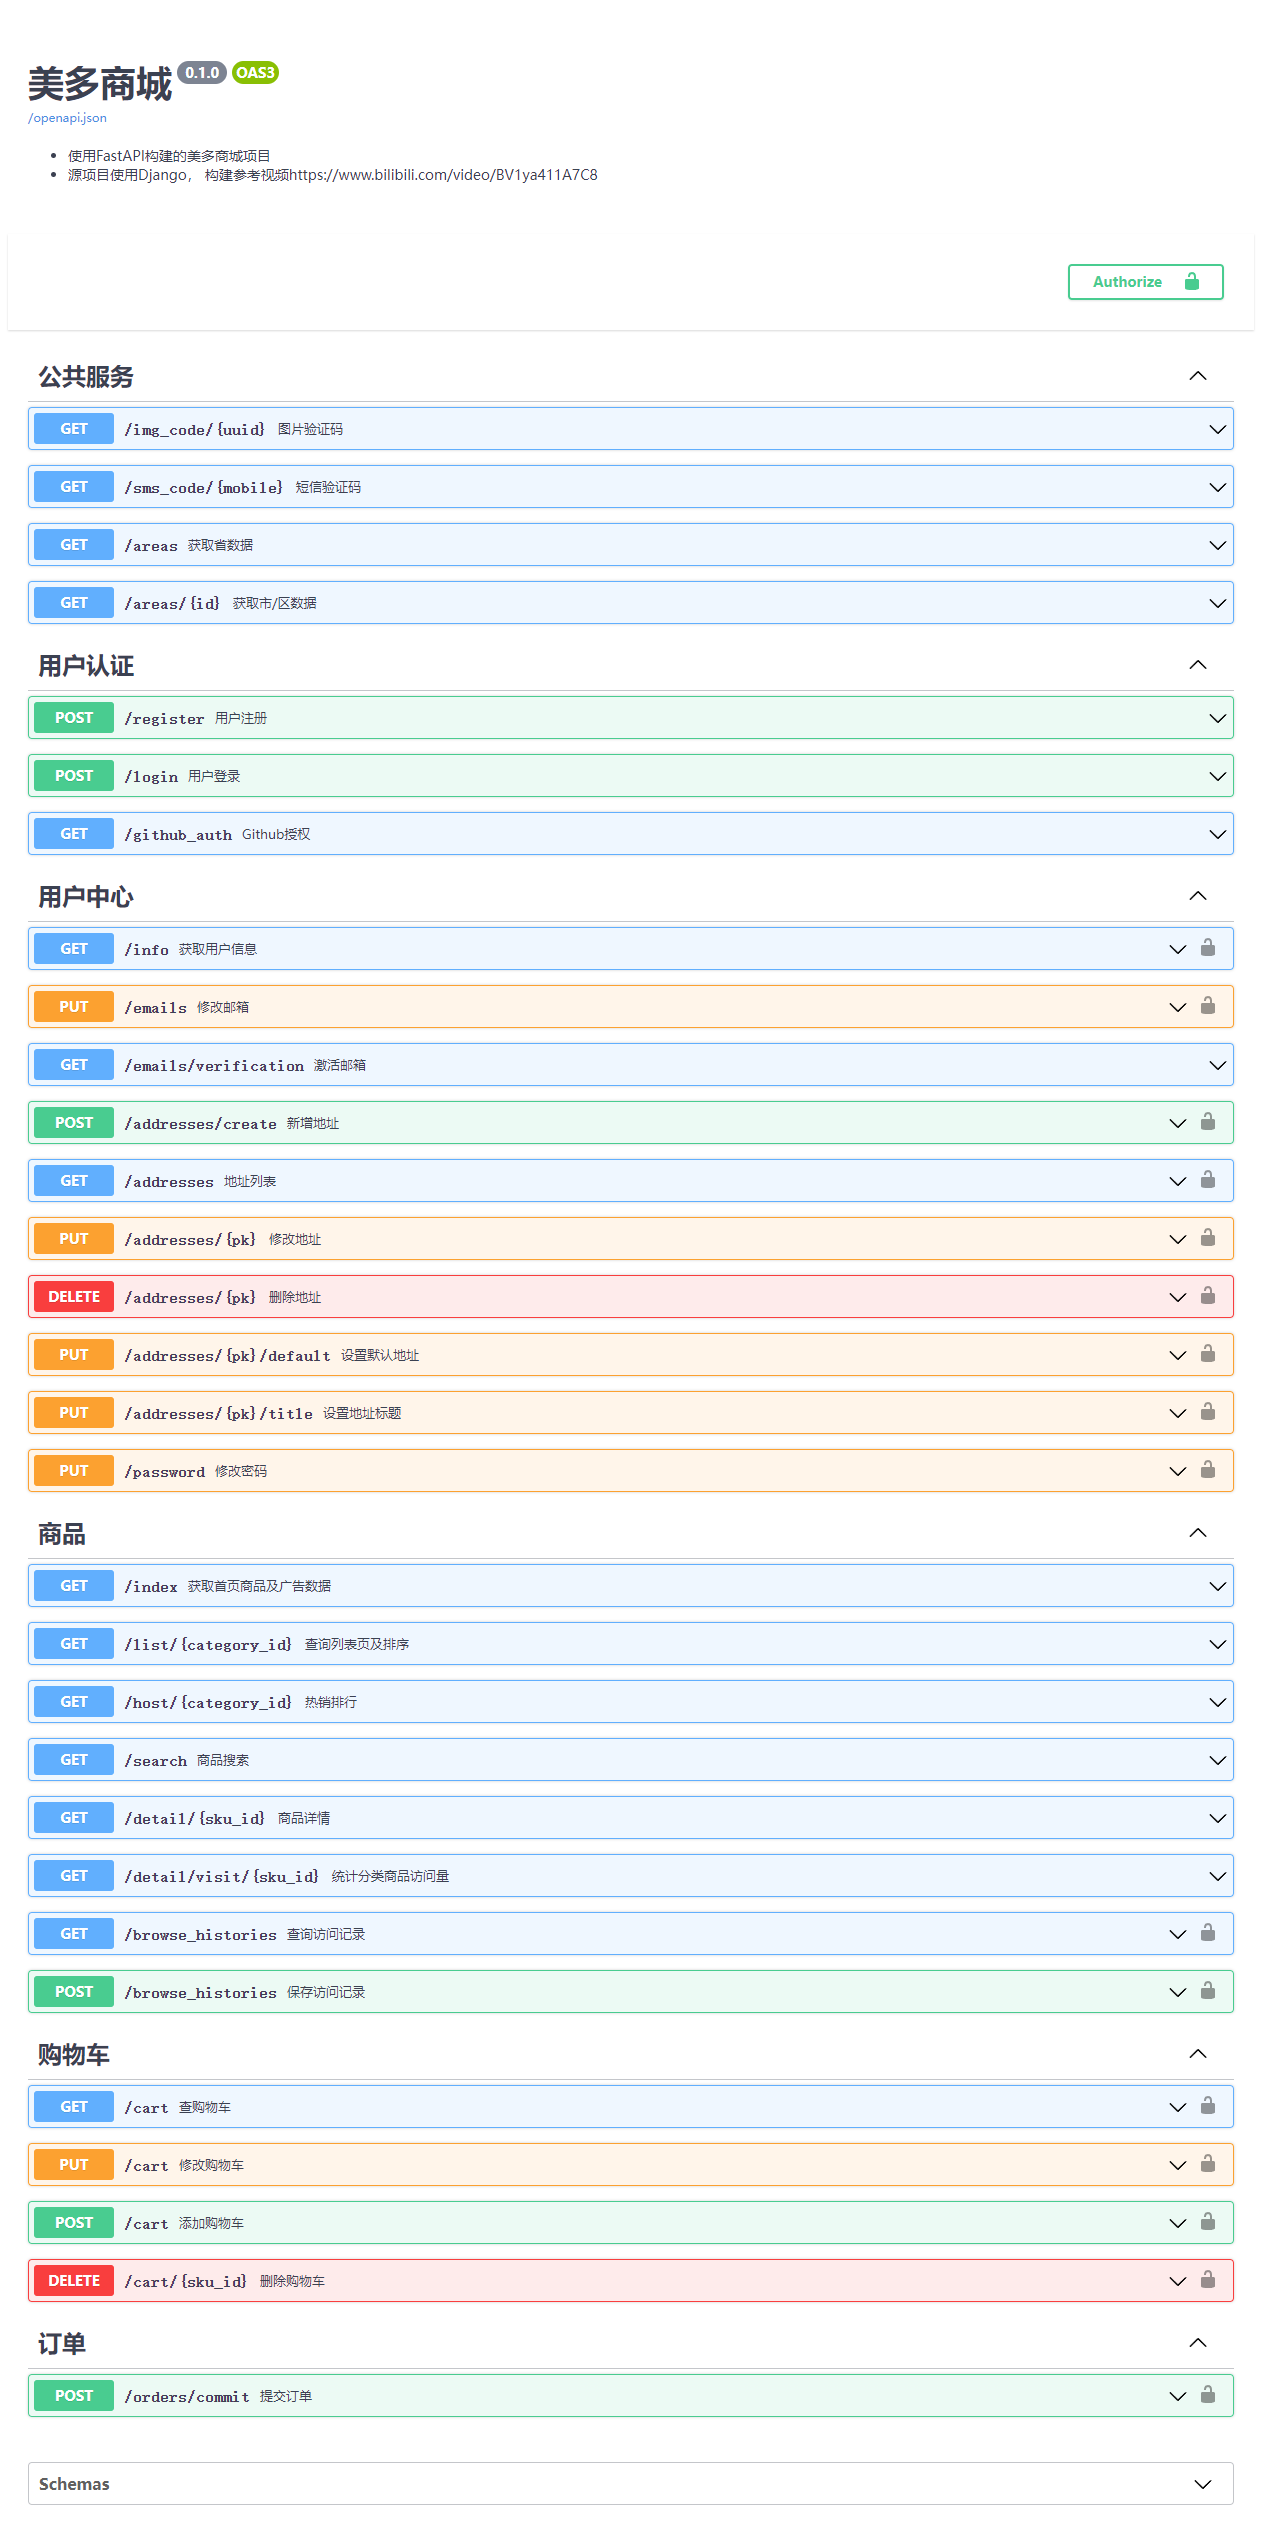 美多商城 0.1.0 OAS3
/openapi.json
使用FastAPI构建的美多商城项目
源项目使用Django， 构建参考视频https://www.bilibili.com/video/BV1ya411A7C8
Authorize
公共服务
GET /img_code/{uuid} 图片验证码
GET /sms_code/{mobile} 短信验证码
GET /areas 获取省数据
GET /areas/{id} 获取市/区数据
用户认证
POST /register 用户注册
POST /login 用户登录
GET /github_auth Github授权
用户中心
GET /info 获取用户信息
PUT /emails 修改邮箱
GET /emails/verification 激活邮箱
POST /addresses/create 新增地址
GET /addresses 地址列表
PUT /addresses/{pk} 修改地址
DELETE /addresses/{pk} 删除地址
PUT /addresses/{pk}/default 设置默认地址
PUT /addresses/{pk}/title 设置地址标题
PUT /password 修改密码
商品
GET /index 获取首页商品及广告数据
GET /list/{category_id} 查询列表页及排序
GET /host/{category_id} 热销排行
GET /search 商品搜索
GET /detail/{sku_id} 商品详情
GET /detail/visit/{sku_id} 统计分类商品访问量
GET /browse_histories 查询访问记录
POST /browse_histories 保存访问记录
购物车
GET /cart 查购物车
PUT /cart 修改购物车
POST /cart 添加购物车
DELETE /cart/{sku_id} 删除购物车
订单
POST /orders/commit 提交订单
Schemas